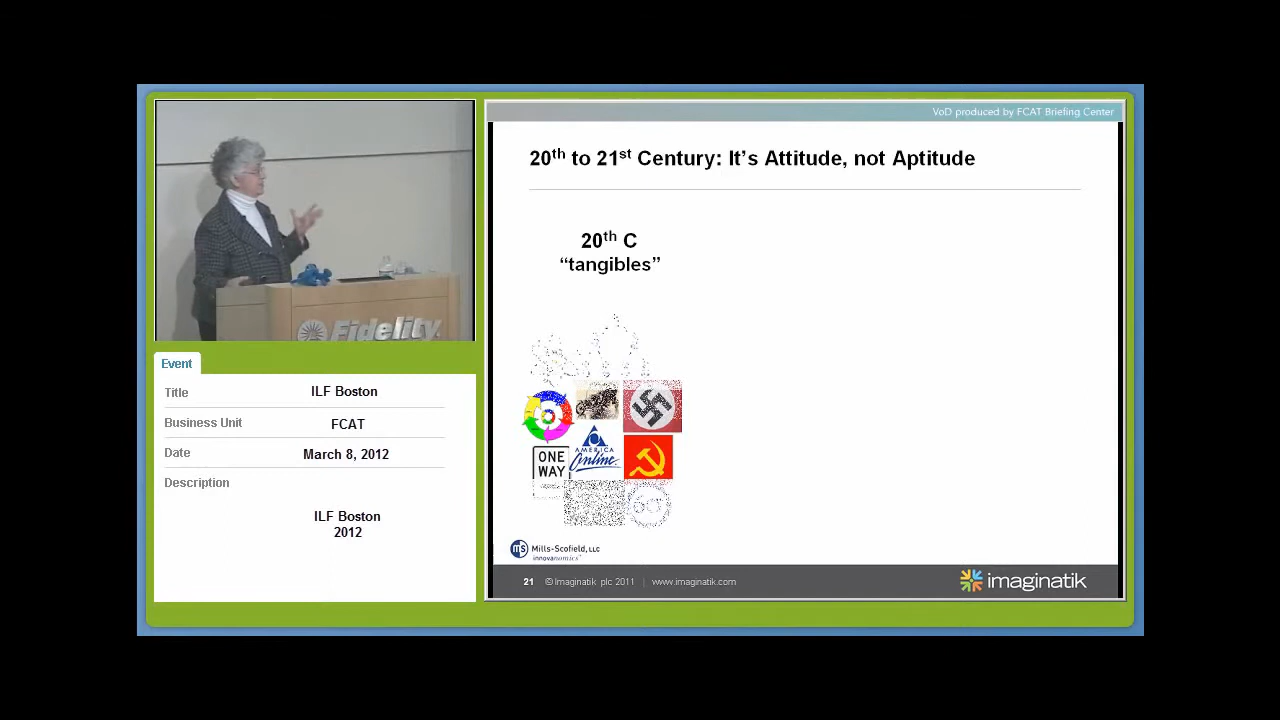 VoD produced by FCAT Briefing Center
20th to 21st Century: It's Attitude, not Aptitude
20th C
“tangibles”
Fidelity
ONE
WAY
AMERICA
Online
Event
Title ILF Boston
Business Unit FCAT
Date March 8, 2012
Description
ILF Boston
2012
MS Mills-Scofield, LLC
innovanomics™
21 © Imaginatik plc 2011 | www.imaginatik.com
imaginatik